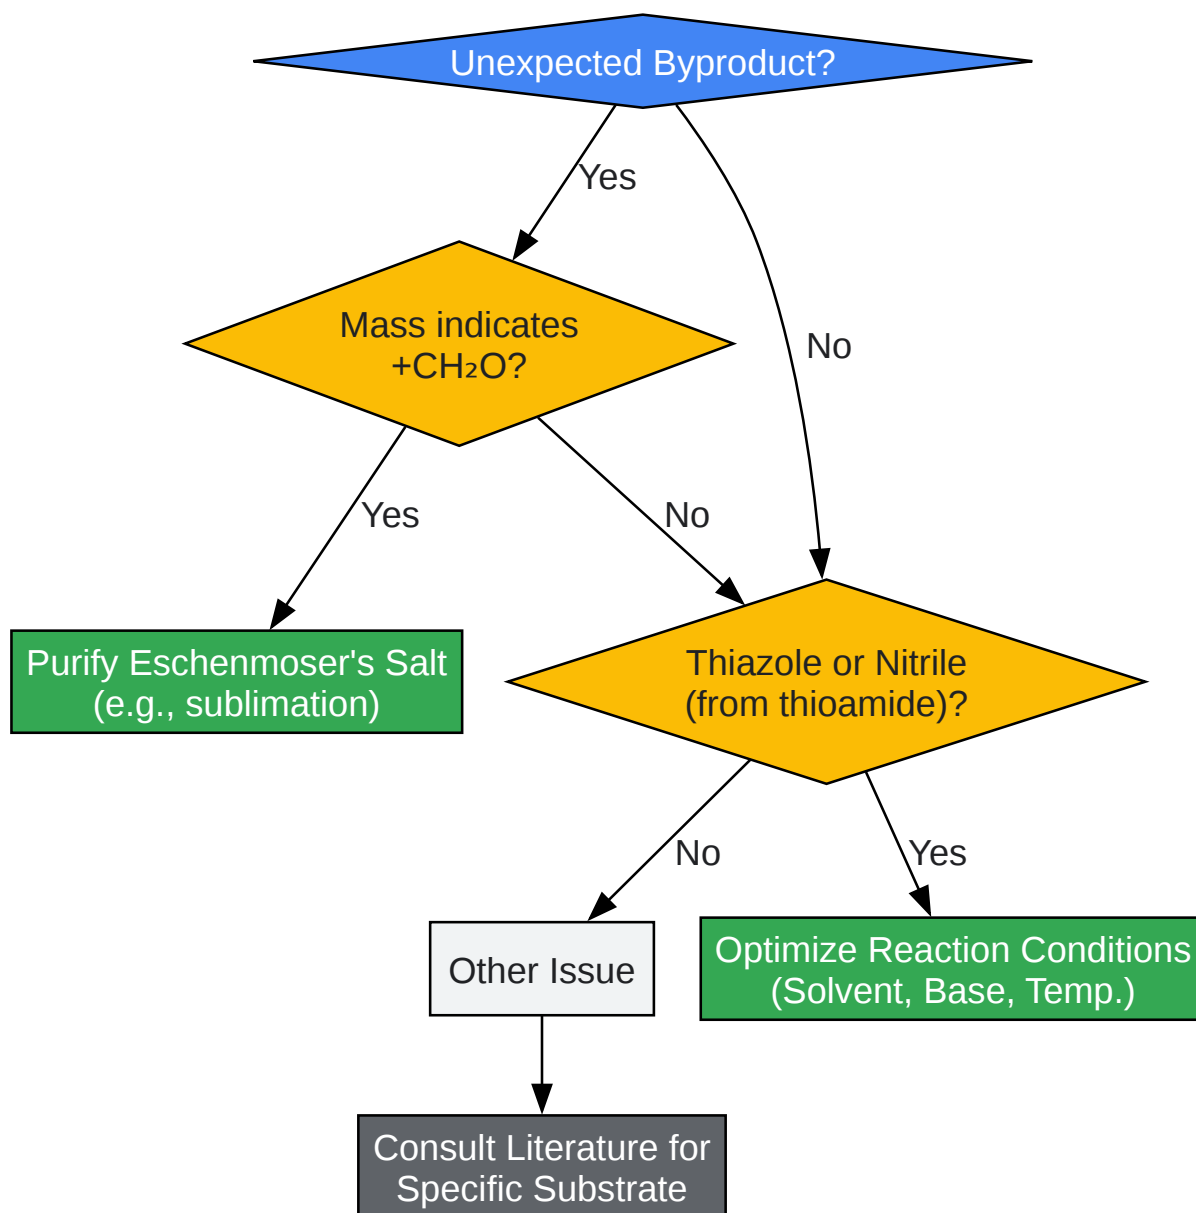 Unexpected Byproduct?
Yes
Mass indicates
+CH₂O?
No
Yes
No
Purify Eschenmoser's Salt
(e.g., sublimation)
Thiazole or Nitrile
(from thioamide)?
No
Yes
Other Issue
Optimize Reaction Conditions
(Solvent, Base, Temp.)
Consult Literature for
Specific Substrate